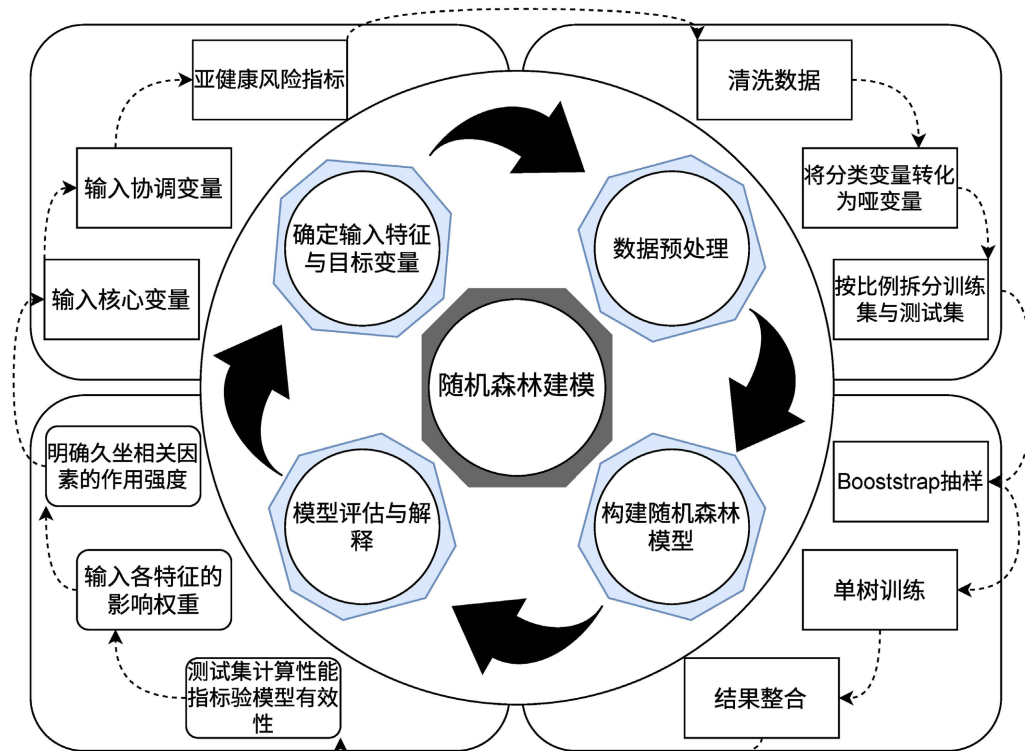 亚健康风险指标
输入协调变量
输入核心变量
清洗数据
将分类变量转化
为哑变量
按比例拆分训练
集与测试集
确定输入特征
与目标变量
数据预处理
随机森林建模
模型评估与解
释
构建随机森林
模型
明确久坐相关因
素的作用强度
输入各特征的
影响权重
测试集计算性能
指标验模型有效
性
Booststrap抽样
单树训练
结果整合